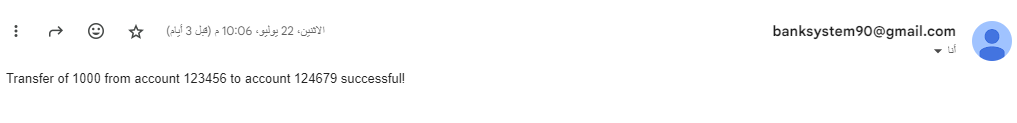 banksystem90@gmail.com
الاثنين، 22 يوليو، 10:06 م (قبل 3 أيام)
أنا
Transfer of 1000 from account 123456 to account 124679 successful!